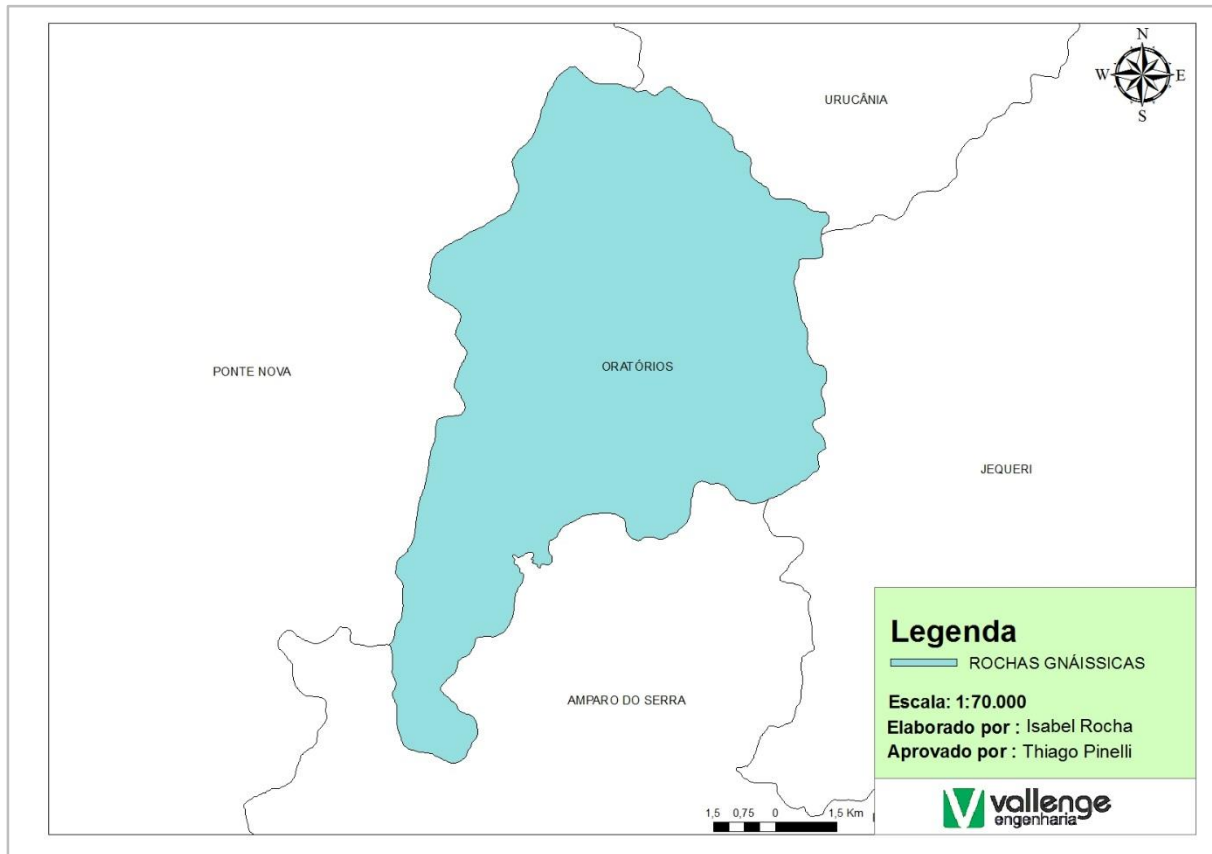 N
W E
S
URUCÂNIA
PONTE NOVA
ORATÓRIOS
JEQUERI
AMPARO DO SERRA
Legenda
ROCHAS GNÁISSICAS
Escala: 1:70.000
Elaborado por : Isabel Rocha
Aprovado por : Thiago Pinelli
1,5 0,75 0 1,5 Km
vallenge
engenharia